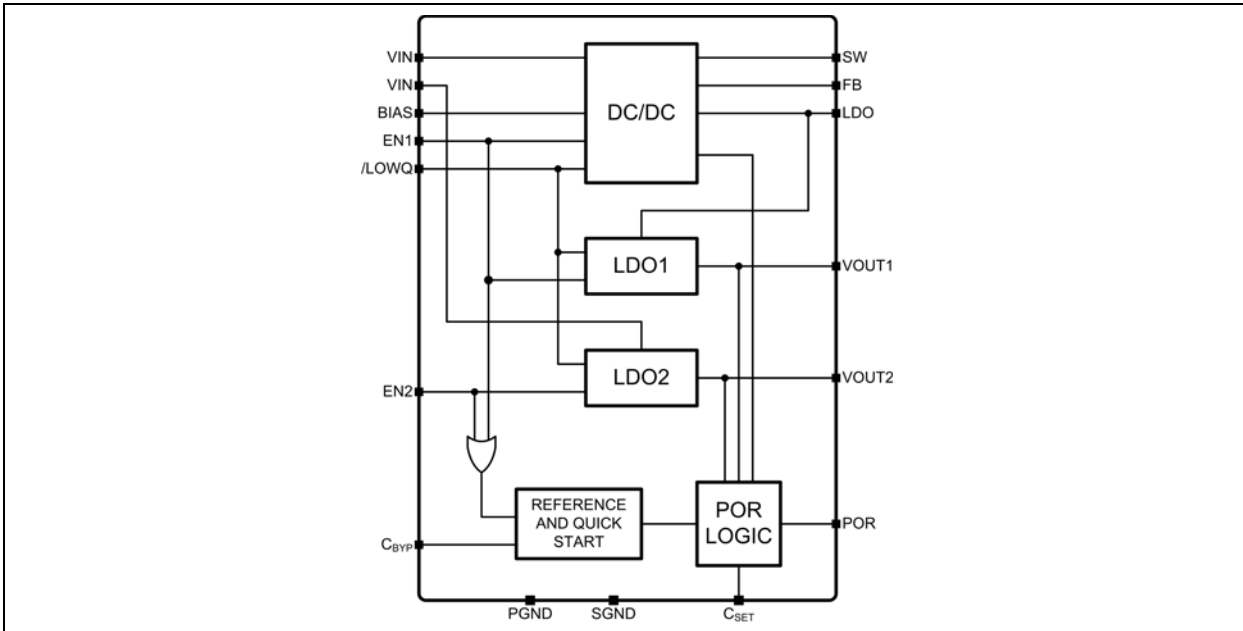 VIN
SW
VIN
FB
BIAS
DC/DC
LDO
EN1
/LOWQ
LDO1
VOUT1
LDO2
VOUT2
EN2
REFERENCE
AND QUICK
START
POR
LOGIC
POR
CBYP
PGND
SGND
CSET